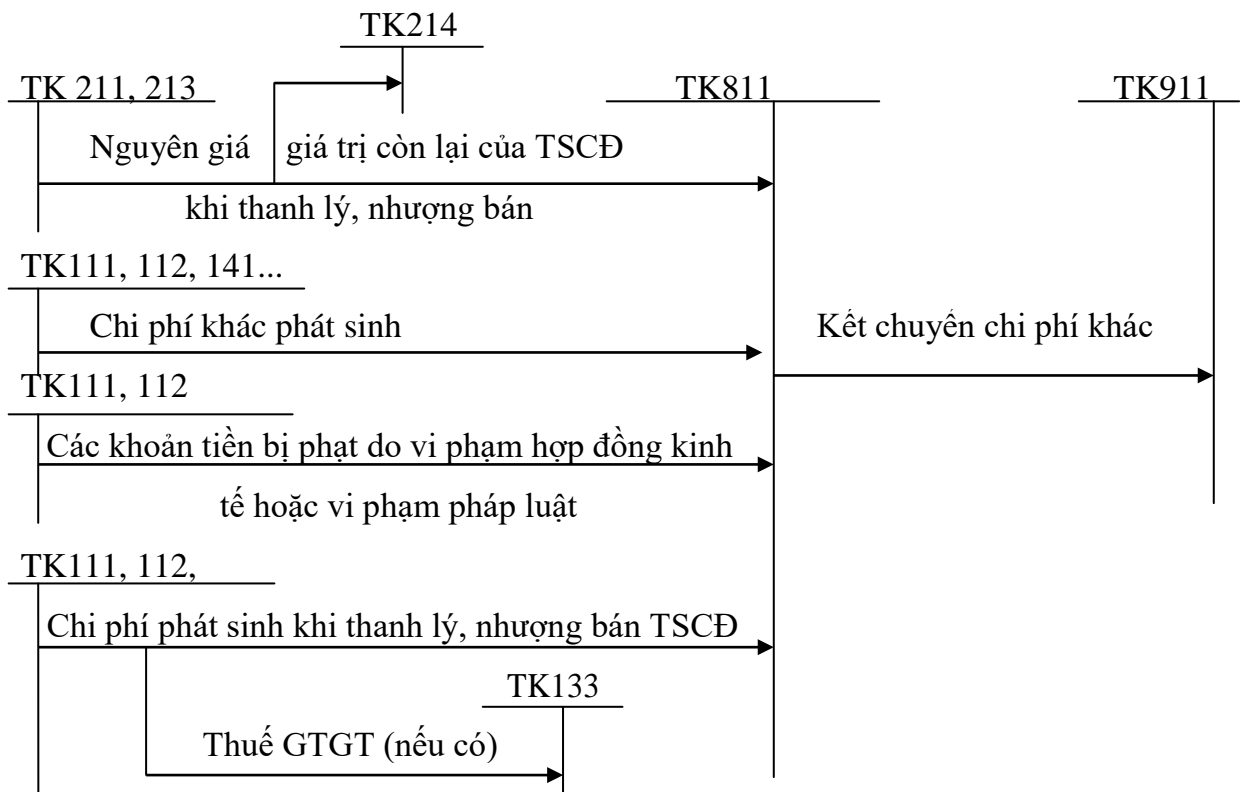 TK214
TK 211, 213
TK811
TK911
Nguyên giá
giá trị còn lại của TSCĐ
khi thanh lý, nhượng bán
TK111, 112, 141...
Chi phí khác phát sinh
Kết chuyển chi phí khác
TK111, 112
Các khoản tiền bị phạt do vi phạm hợp đồng kinh
tế hoặc vi phạm pháp luật
TK111, 112,
Chi phí phát sinh khi thanh lý, nhượng bán TSCĐ
TK133
Thuế GTGT (nếu có)